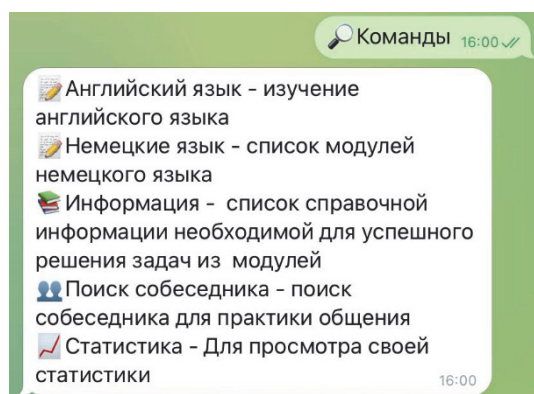 🔎Команды 16:00
📝Английский язык - изучение
английского языка
📝Немецкие язык - список модулей
немецкого языка
📚Информация - список справочной
информации необходимой для успешного
решения задач из модулей
👥Поиск собеседника - поиск
собеседника для практики общения
📈Статистика - Для просмотра своей
статистики 16:00